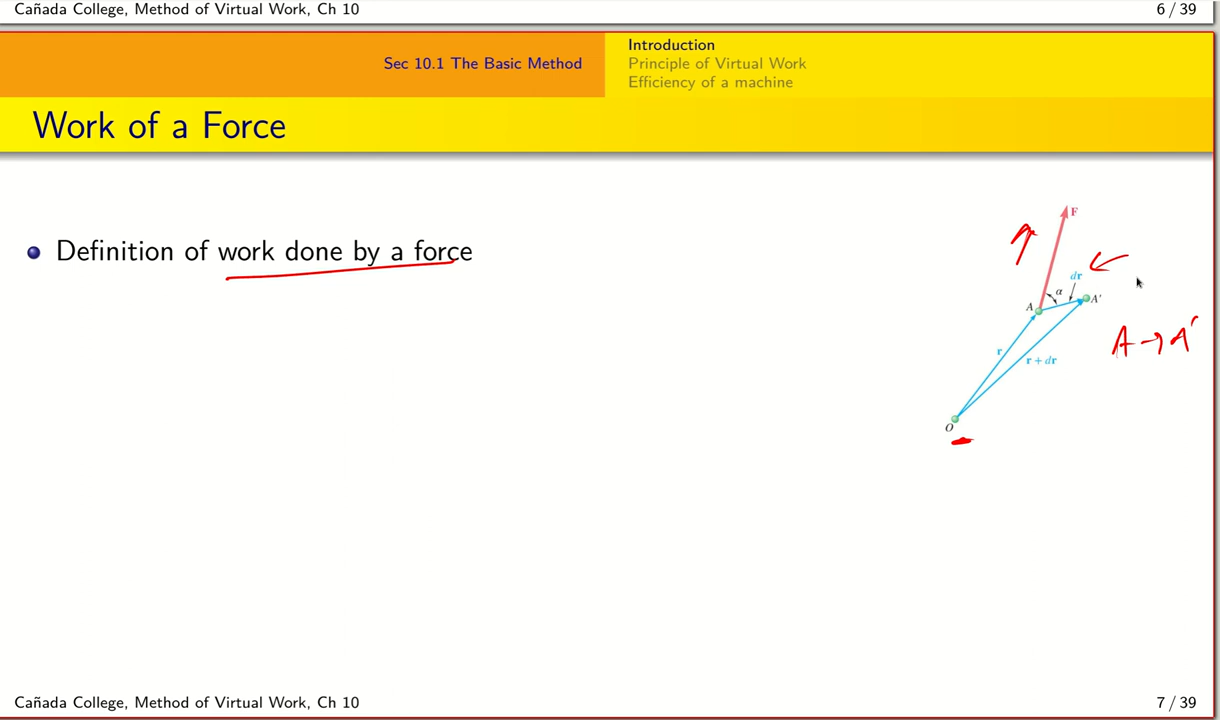 Cañada College, Method of Virtual Work, Ch 10 6 / 39
Sec 10.1 The Basic Method
Introduction
Principle of Virtual Work
Efficiency of a machine
Work of a Force
Definition of work done by a force
F
dr
α
A
A'
A → A'
r
r + dr
O
Cañada College, Method of Virtual Work, Ch 10 7 / 39